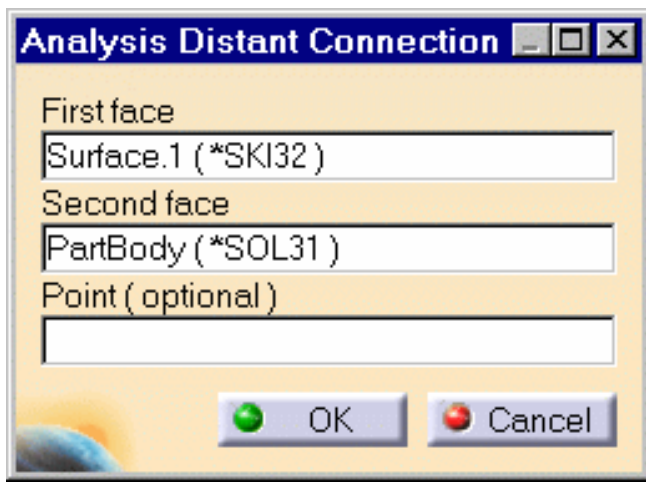 Analysis Distant Connection
First face
Surface.1 ( *SKI32 )
Second face
PartBody ( *SOL31 )
Point ( optional )
OK Cancel